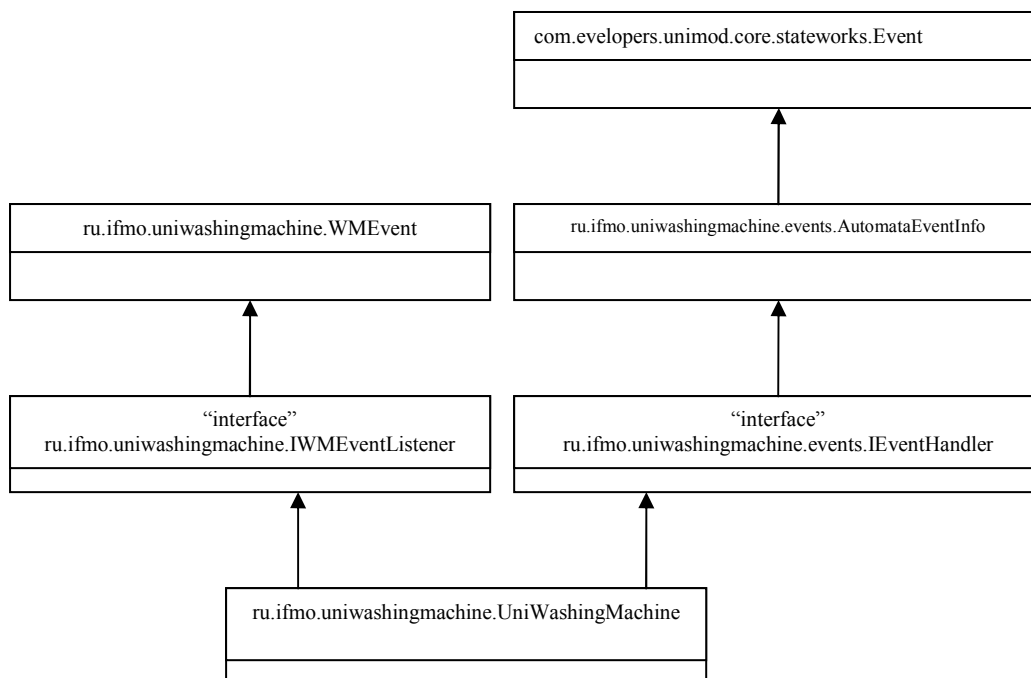 com.evelopers.unimod.core.stateworks.Event
ru.ifmo.uniwashingmachine.WMEvent
ru.ifmo.uniwashingmachine.events.AutomataEventInfo
“interface”
ru.ifmo.uniwashingmachine.IWMEventListener
“interface”
ru.ifmo.uniwashingmachine.events.IEventHandler
ru.ifmo.uniwashingmachine.UniWashingMachine